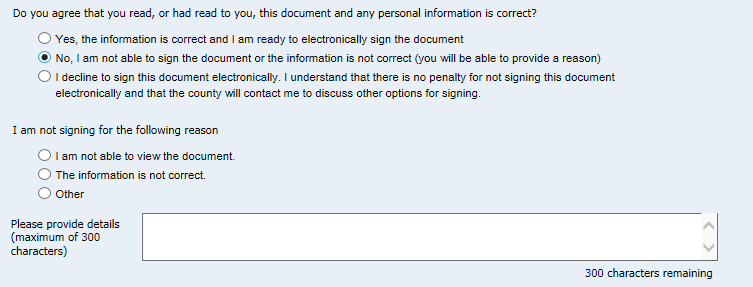 Do you agree that you read, or had read to you, this document and any personal information is correct?
Yes, the information is correct and I am ready to electronically sign the document
No, I am not able to sign the document or the information is not correct (you will be able to provide a reason)
I decline to sign this document electronically. I understand that there is no penalty for not signing this document
electronically and that the county will contact me to discuss other options for signing.
I am not signing for the following reason
I am not able to view the document.
The information is not correct.
Other
Please provide details
(maximum of 300
characters)
300 characters remaining